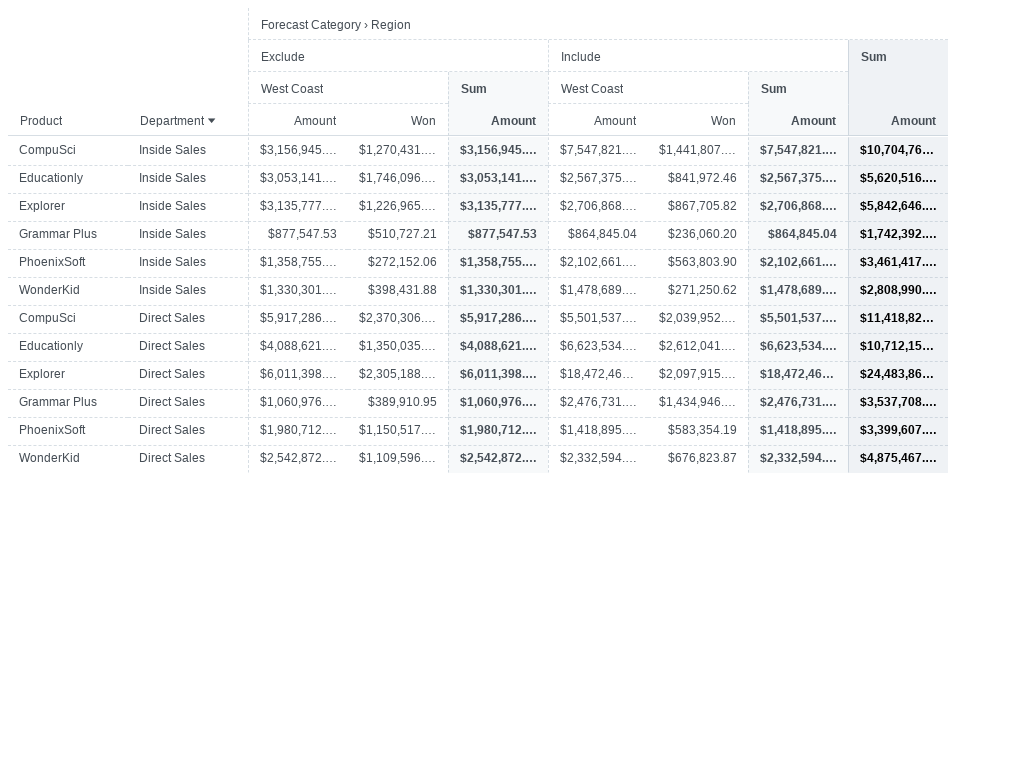 Forecast Category › Region
Exclude Include Sum
West Coast Sum West Coast Sum
Product Department Amount Won Amount Amount Won Amount Amount
CompuSci Inside Sales $3,156,945.… $1,270,431.… $3,156,945.… $7,547,821.… $1,441,807.… $7,547,821.… $10,704,76…
Educationly Inside Sales $3,053,141.… $1,746,096.… $3,053,141.… $2,567,375.… $841,972.46 $2,567,375.… $5,620,516.…
Explorer Inside Sales $3,135,777.… $1,226,965.… $3,135,777.… $2,706,868.… $867,705.82 $2,706,868.… $5,842,646.…
Grammar Plus Inside Sales $877,547.53 $510,727.21 $877,547.53 $864,845.04 $236,060.20 $864,845.04 $1,742,392.…
PhoenixSoft Inside Sales $1,358,755.… $272,152.06 $1,358,755.… $2,102,661.… $563,803.90 $2,102,661.… $3,461,417.…
WonderKid Inside Sales $1,330,301.… $398,431.88 $1,330,301.… $1,478,689.… $271,250.62 $1,478,689.… $2,808,990.…
CompuSci Direct Sales $5,917,286.… $2,370,306.… $5,917,286.… $5,501,537.… $2,039,952.… $5,501,537.… $11,418,82…
Educationly Direct Sales $4,088,621.… $1,350,035.… $4,088,621.… $6,623,534.… $2,612,041.… $6,623,534.… $10,712,15…
Explorer Direct Sales $6,011,398.… $2,305,188.… $6,011,398.… $18,472,46… $2,097,915.… $18,472,46… $24,483,86…
Grammar Plus Direct Sales $1,060,976.… $389,910.95 $1,060,976.… $2,476,731.… $1,434,946.… $2,476,731.… $3,537,708.…
PhoenixSoft Direct Sales $1,980,712.… $1,150,517.… $1,980,712.… $1,418,895.… $583,354.19 $1,418,895.… $3,399,607.…
WonderKid Direct Sales $2,542,872.… $1,109,596.… $2,542,872.… $2,332,594.… $676,823.87 $2,332,594.… $4,875,467.…